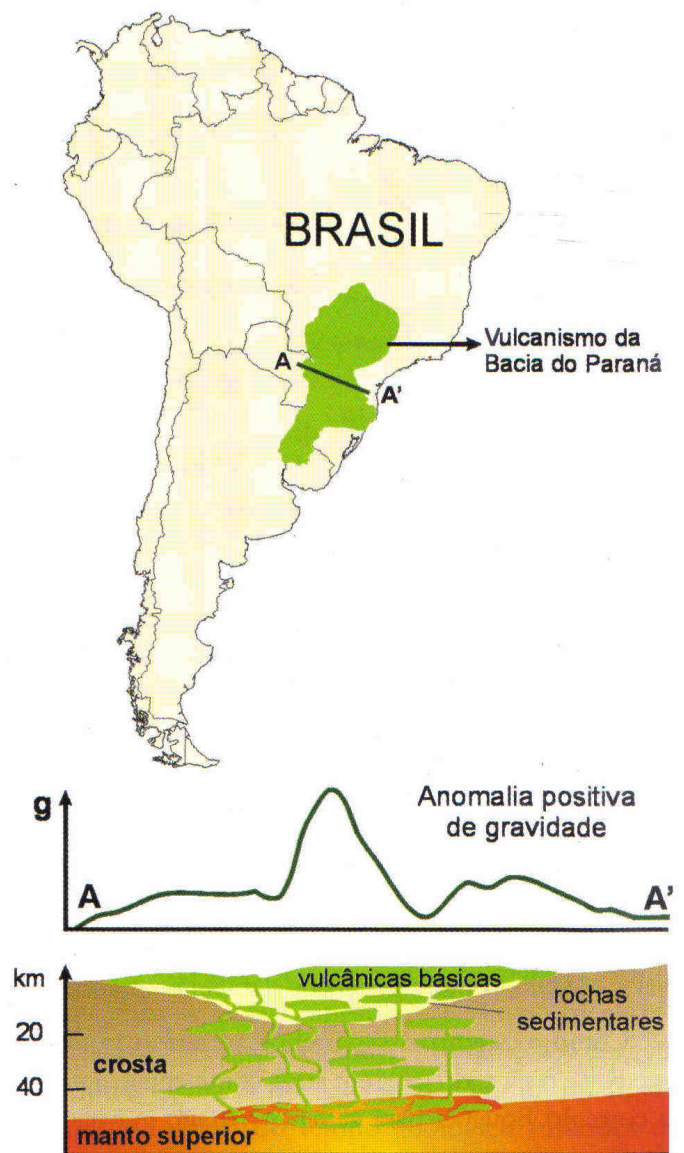 BRASIL
Vulcanismo da
Bacia do Paraná
A
A'
g
Anomalia positiva
de gravidade
A
A'
km
vulcânicas básicas
rochas
sedimentares
20
crosta
40
manto superior